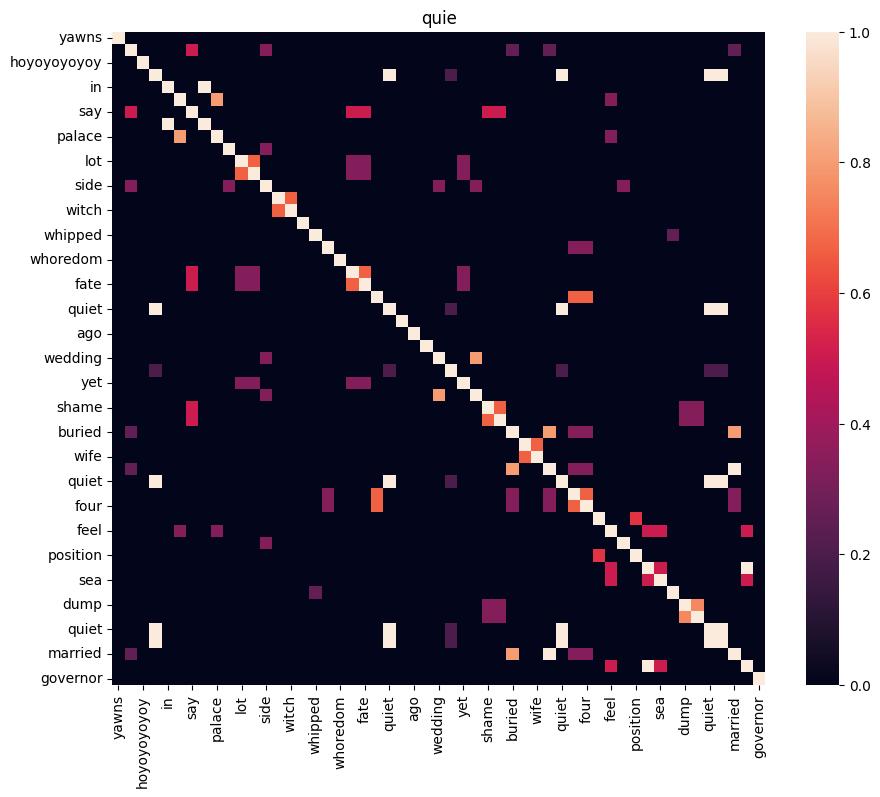 quie
yawns
hoyoyoyoyoy
in
say
palace
lot
side
witch
whipped
whoredom
fate
quiet
ago
wedding
yet
shame
buried
wife
quiet
four
feel
position
sea
dump
quiet
married
governor
1.0
0.8
0.6
0.4
0.2
0.0
yawns
hoyoyoyoyoy
in
say
palace
lot
side
witch
whipped
whoredom
fate
quiet
ago
wedding
yet
shame
buried
wife
quiet
four
feel
position
sea
dump
quiet
married
governor